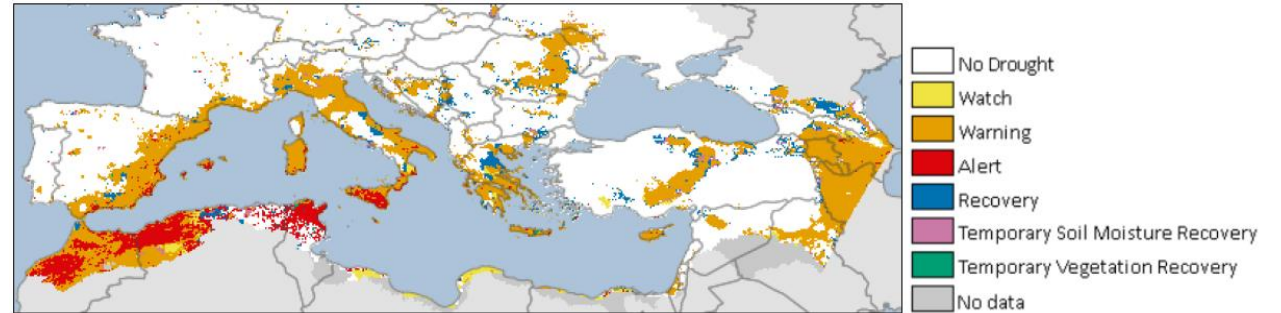 No Drought
Watch
Warning
Alert
Recovery
Temporary Soil Moisture Recovery
Temporary Vegetation Recovery
No data